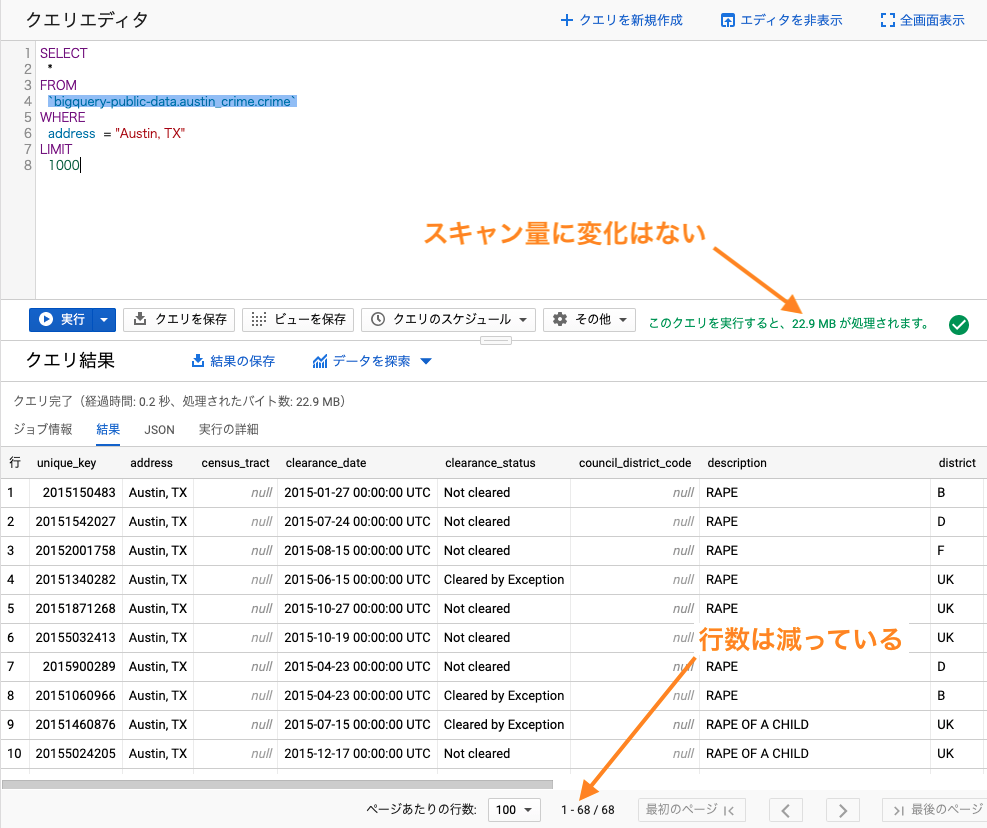 クエリエディタ ＋ クエリを新規作成 エディタを非表示 全画面表示
1 SELECT
2 *
3 FROM
4 `bigquery-public-data.austin_crime.crime`
5 WHERE
6 address = "Austin, TX"
7 LIMIT
8 1000
スキャン量に変化はない
実行 クエリを保存 ビューを保存 クエリのスケジュール その他 このクエリを実行すると、22.9 MB が処理されます。
クエリ結果 結果の保存 データを探索
クエリ完了（経過時間: 0.2 秒、処理されたバイト数: 22.9 MB）
ジョブ情報 結果 JSON 実行の詳細
行 unique_key address census_tract clearance_date clearance_status council_district_code description district
1 2015150483 Austin, TX null 2015-01-27 00:00:00 UTC Not cleared null RAPE B
2 20151542027 Austin, TX null 2015-07-24 00:00:00 UTC Not cleared null RAPE D
3 20152001758 Austin, TX null 2015-08-15 00:00:00 UTC Not cleared null RAPE F
4 20151340282 Austin, TX null 2015-06-15 00:00:00 UTC Cleared by Exception null RAPE UK
5 20151871268 Austin, TX null 2015-10-27 00:00:00 UTC Not cleared null RAPE UK
6 20155032413 Austin, TX null 2015-10-19 00:00:00 UTC Not cleared null UK
行数は減っている
7 2015900289 Austin, TX null 2015-04-23 00:00:00 UTC Not cleared null RAPE D
8 20151060966 Austin, TX null 2015-04-23 00:00:00 UTC Cleared by Exception null RAPE B
9 20151460876 Austin, TX null 2015-07-15 00:00:00 UTC Cleared by Exception null RAPE OF A CHILD UK
10 20155024205 Austin, TX null 2015-12-17 00:00:00 UTC Not cleared null RAPE OF A CHILD UK
ページあたりの行数: 100 1 - 68 / 68 最初のページ |< < > >| 最後のページ